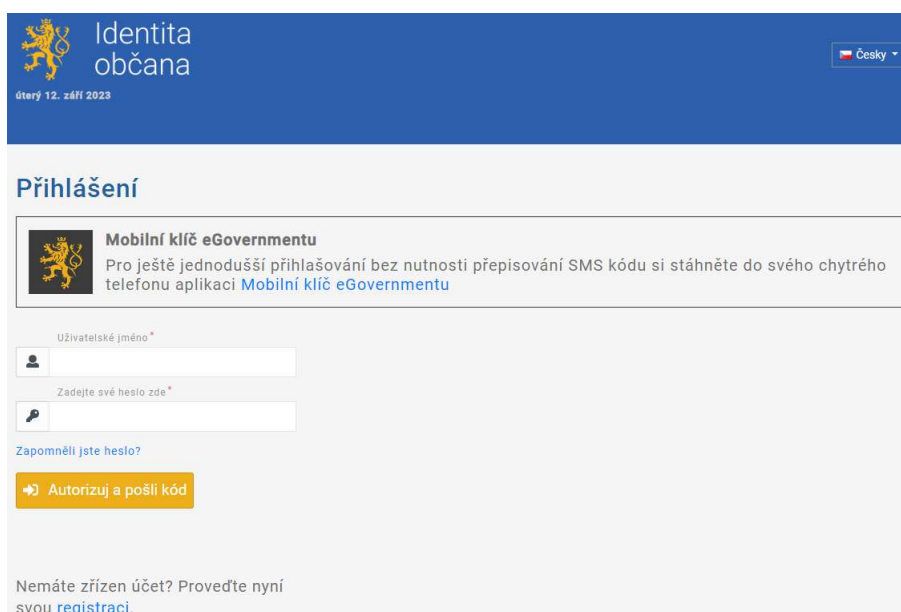 Identita
občana
Česky
úterý 12. září 2023
Přihlášení
Mobilní klíč eGovernmentu
Pro ještě jednodušší přihlašování bez nutnosti přepisování SMS kódu si stáhněte do svého chytrého
telefonu aplikaci Mobilní klíč eGovernmentu
Uživatelské jméno*
Zadejte své heslo zde*
Zapomněli jste heslo?
Autorizuj a pošli kód
Nemáte zřízen účet? Proveďte nyní
svou registraci.